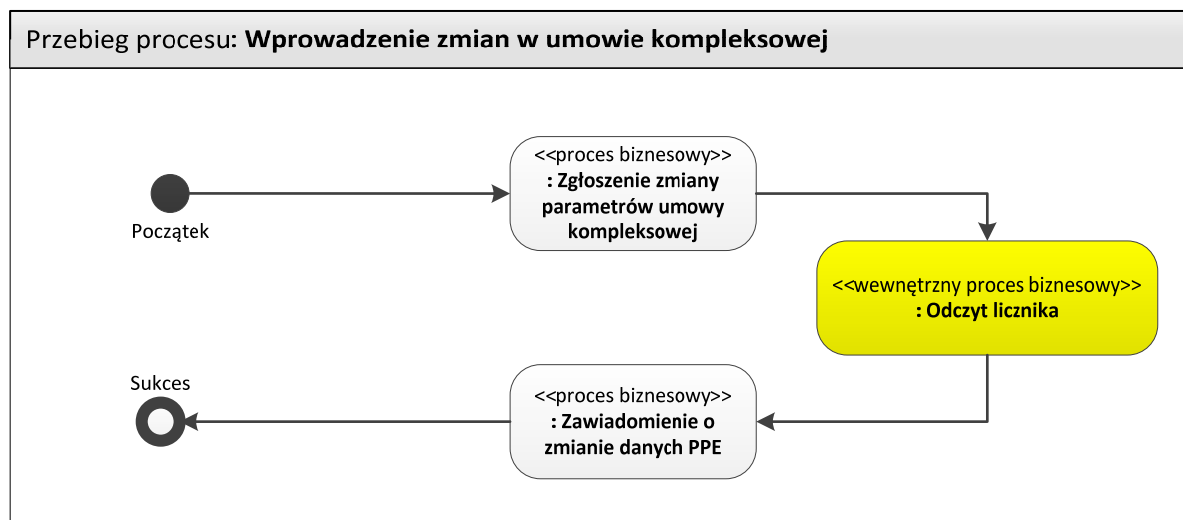 Przebieg procesu: Wprowadzenie zmian w umowie kompleksowej
<<proces biznesowy>>
: Zgłoszenie zmiany
parametrów umowy
kompleksowej
Początek
<<wewnętrzny proces biznesowy>>
: Odczyt licznika
Sukces
<<proces biznesowy>>
: Zawiadomienie o
zmianie danych PPE